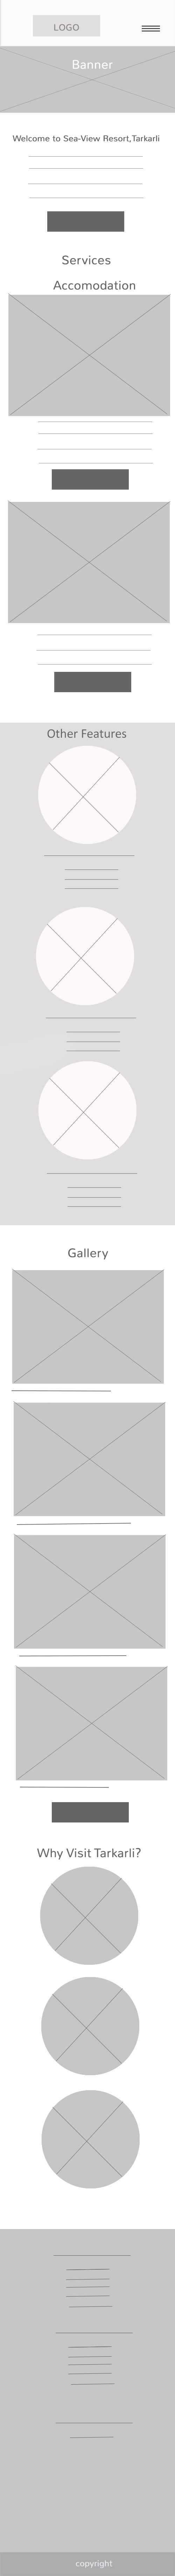 LOGO
Banner
Welcome to Sea-View Resort,Tarkarli
Services
Accomodation
Other Features
Gallery
Why Visit Tarkarli?
copyright